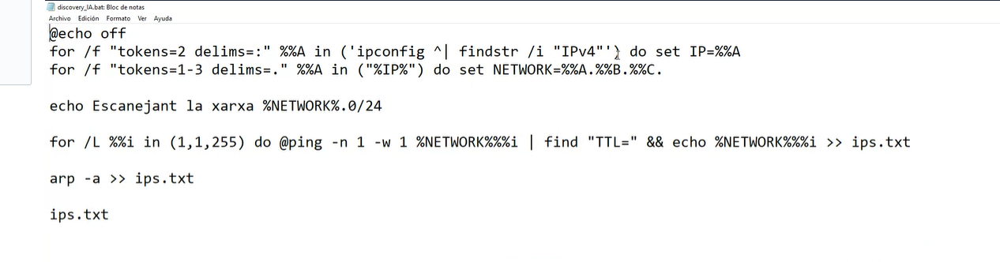 discovery_IA.bat: Bloc de notas
Archivo Edición Formato Ver Ayuda
@echo off
for /f "tokens=2 delims=:" %%A in ('ipconfig ^| findstr /i "IPv4"') do set IP=%%A
for /f "tokens=1-3 delims=." %%A in ("%IP%") do set NETWORK=%%A.%%B.%%C.
echo Escanejant la xarxa %NETWORK%.0/24
for /L %%i in (1,1,255) do @ping -n 1 -w 1 %NETWORK%%%i | find "TTL=" && echo %NETWORK%%%i >> ips.txt
arp -a >> ips.txt
ips.txt